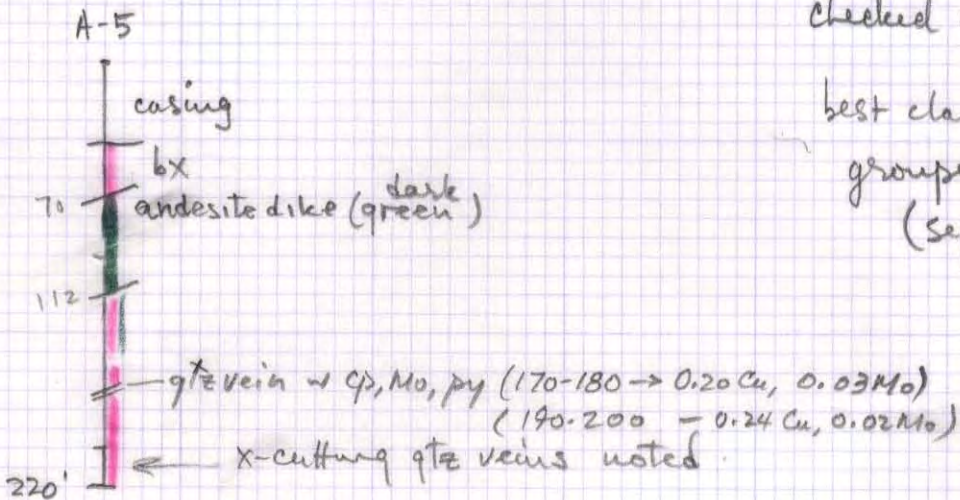 A-5
checked
casing
best cla
bx
groups
70
andesite dike (dark green)
(se
112
qtz vein w cp, Mo, py (170-180 → 0.20 Cu, 0.03 Mo)
(190-200 - 0.24 Cu, 0.02 Mo)
x-cutting qtz veins noted
220'